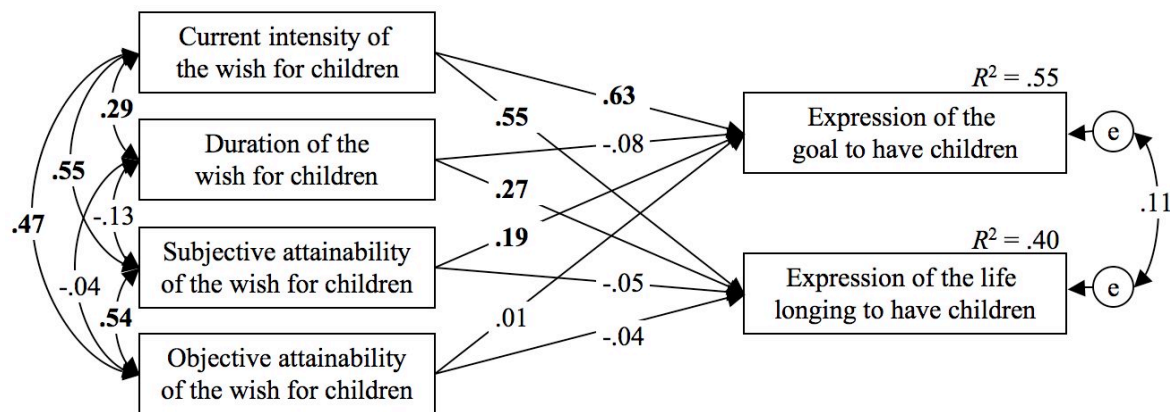 Current intensity of
the wish for children
Duration of the
wish for children
Subjective attainability
of the wish for children
Objective attainability
of the wish for children
.29
.55
-.13
.47
-.04
.54
.63
.55
-.08
.27
.19
-.05
.01
-.04
R² = .55
Expression of the
goal to have children
e
.11
R² = .40
Expression of the life
longing to have children
e